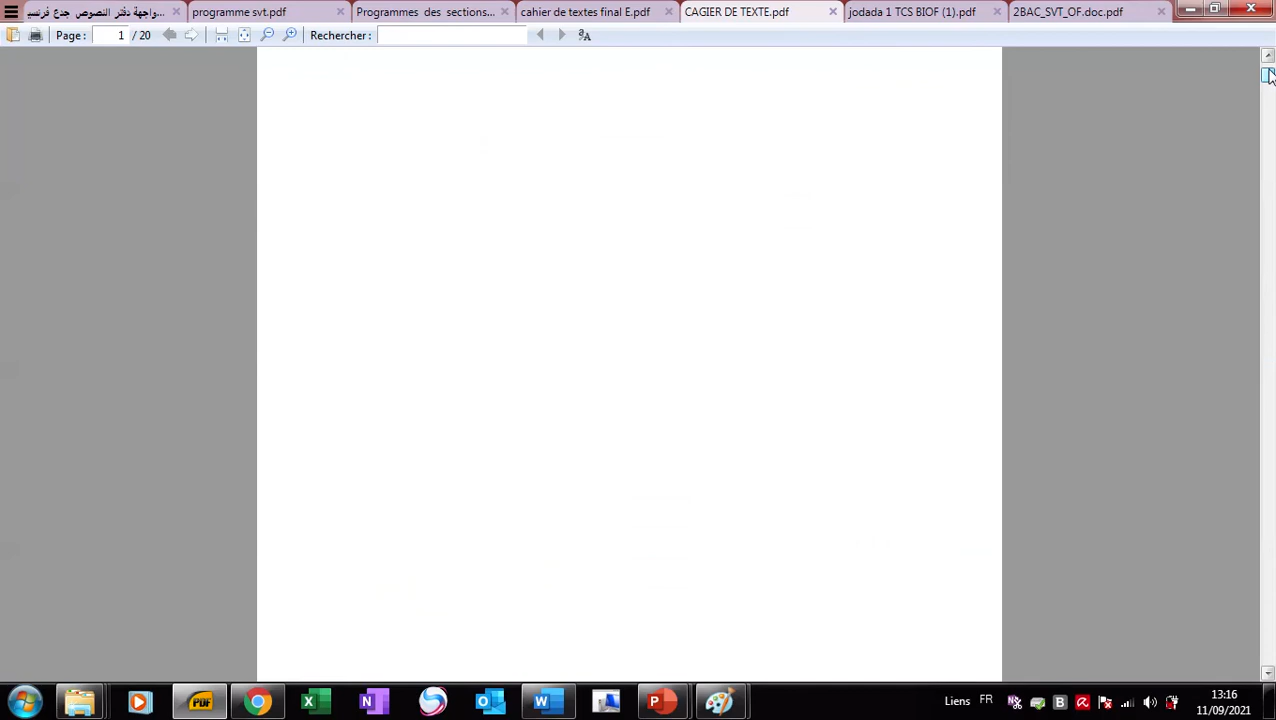 واجهة دفتر النصوص جدع فرنسي...
programme svt.pdf
Programmes des sections...
cahier de textes final E.pdf
CAGIER DE TEXTE.pdf
jodada 1 TCS BIOF (1).pdf
2BAC_SVT_OF.doc.pdf
Page : 1 / 20
Rechercher :
PDF
Liens FR
13:16
11/09/2021